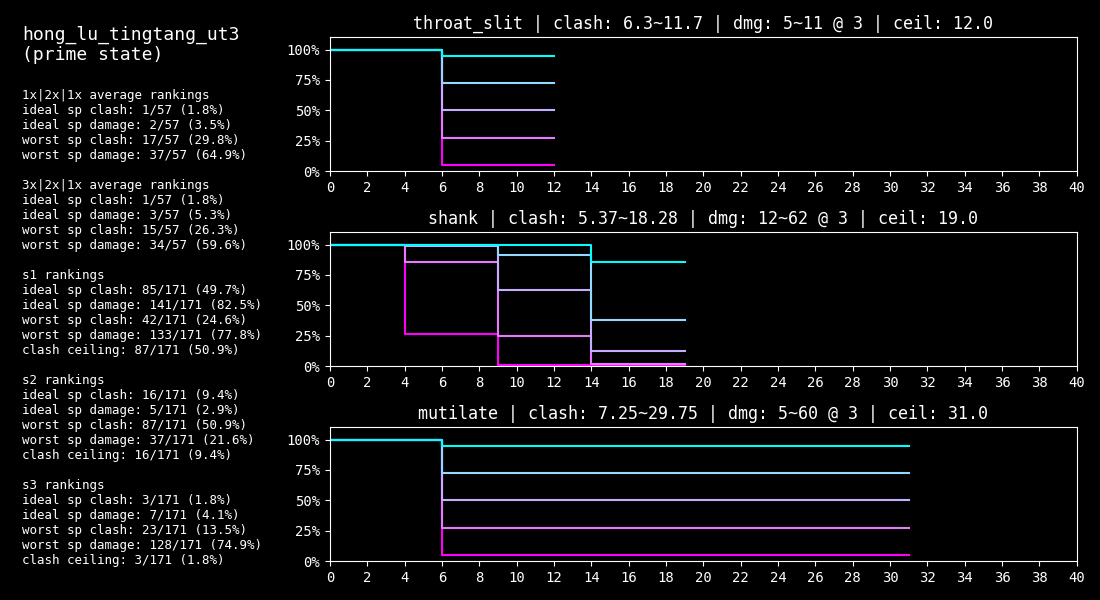 hong_lu_tingtang_ut3
(prime state)
1x|2x|1x average rankings
ideal sp clash: 1/57 (1.8%)
ideal sp damage: 2/57 (3.5%)
worst sp clash: 17/57 (29.8%)
worst sp damage: 37/57 (64.9%)
3x|2x|1x average rankings
ideal sp clash: 1/57 (1.8%)
ideal sp damage: 3/57 (5.3%)
worst sp clash: 15/57 (26.3%)
worst sp damage: 34/57 (59.6%)
s1 rankings
ideal sp clash: 85/171 (49.7%)
ideal sp damage: 141/171 (82.5%)
worst sp clash: 42/171 (24.6%)
worst sp damage: 133/171 (77.8%)
clash ceiling: 87/171 (50.9%)
s2 rankings
ideal sp clash: 16/171 (9.4%)
ideal sp damage: 5/171 (2.9%)
worst sp clash: 87/171 (50.9%)
worst sp damage: 37/171 (21.6%)
clash ceiling: 16/171 (9.4%)
s3 rankings
ideal sp clash: 3/171 (1.8%)
ideal sp damage: 7/171 (4.1%)
worst sp clash: 23/171 (13.5%)
worst sp damage: 128/171 (74.9%)
clash ceiling: 3/171 (1.8%)
throat_slit | clash: 6.3~11.7 | dmg: 5~11 @ 3 | ceil: 12.0
100%
75%
50%
25%
0%
0 2 4 6 8 10 12 14 16 18 20 22 24 26 28 30 32 34 36 38 40
shank | clash: 5.37~18.28 | dmg: 12~62 @ 3 | ceil: 19.0
100%
75%
50%
25%
0%
0 2 4 6 8 10 12 14 16 18 20 22 24 26 28 30 32 34 36 38 40
mutilate | clash: 7.25~29.75 | dmg: 5~60 @ 3 | ceil: 31.0
100%
75%
50%
25%
0%
0 2 4 6 8 10 12 14 16 18 20 22 24 26 28 30 32 34 36 38 40